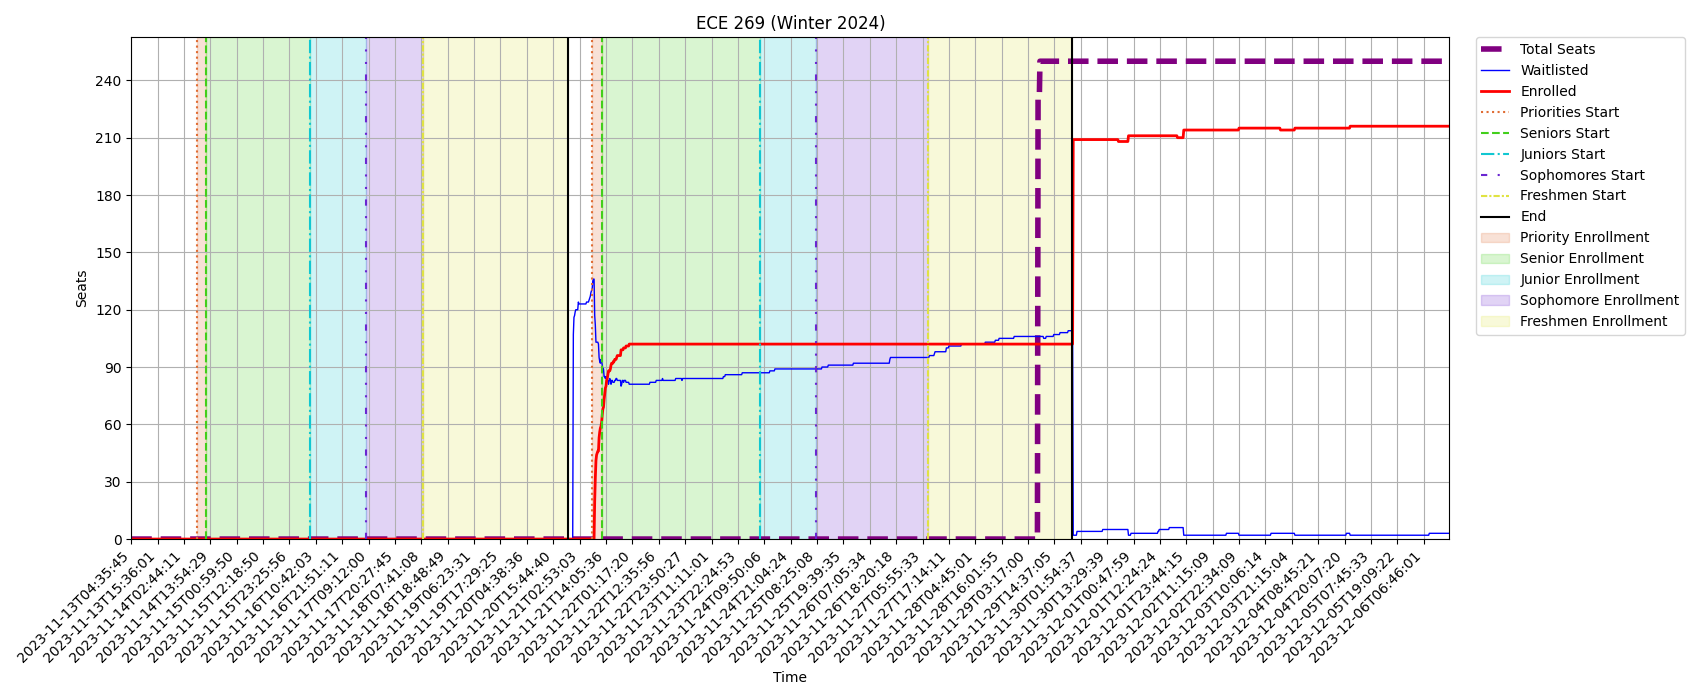 ECE 269 (Winter 2024)
Seats
240
210
180
150
120
90
60
30
0
2023-11-13T04:35:45
2023-11-13T15:36:01
2023-11-14T02:44:11
2023-11-14T13:54:29
2023-11-15T00:59:50
2023-11-15T12:18:50
2023-11-15T23:25:56
2023-11-16T10:42:03
2023-11-16T21:51:11
2023-11-17T09:12:00
2023-11-17T20:27:45
2023-11-18T07:41:08
2023-11-18T18:48:49
2023-11-19T06:23:31
2023-11-19T17:29:25
2023-11-20T04:38:36
2023-11-20T15:44:40
2023-11-21T02:53:03
2023-11-21T14:05:36
2023-11-22T01:17:20
2023-11-22T12:35:56
2023-11-22T23:50:27
2023-11-23T11:11:01
2023-11-23T22:24:53
2023-11-24T09:50:06
2023-11-24T21:04:24
2023-11-25T08:25:08
2023-11-25T19:39:35
2023-11-26T07:05:34
2023-11-26T18:20:18
2023-11-27T05:55:33
2023-11-27T17:14:11
2023-11-28T04:45:01
2023-11-28T16:01:55
2023-11-29T03:17:00
2023-11-29T14:37:05
2023-11-30T01:54:37
2023-11-30T13:29:39
2023-12-01T00:47:59
2023-12-01T12:24:24
2023-12-01T23:44:15
2023-12-02T11:15:09
2023-12-02T22:34:09
2023-12-03T10:06:14
2023-12-03T21:15:04
2023-12-04T08:45:21
2023-12-04T20:07:20
2023-12-05T07:45:33
2023-12-05T19:09:22
2023-12-06T06:46:01
Time
Total Seats
Waitlisted
Enrolled
Priorities Start
Seniors Start
Juniors Start
Sophomores Start
Freshmen Start
End
Priority Enrollment
Senior Enrollment
Junior Enrollment
Sophomore Enrollment
Freshmen Enrollment